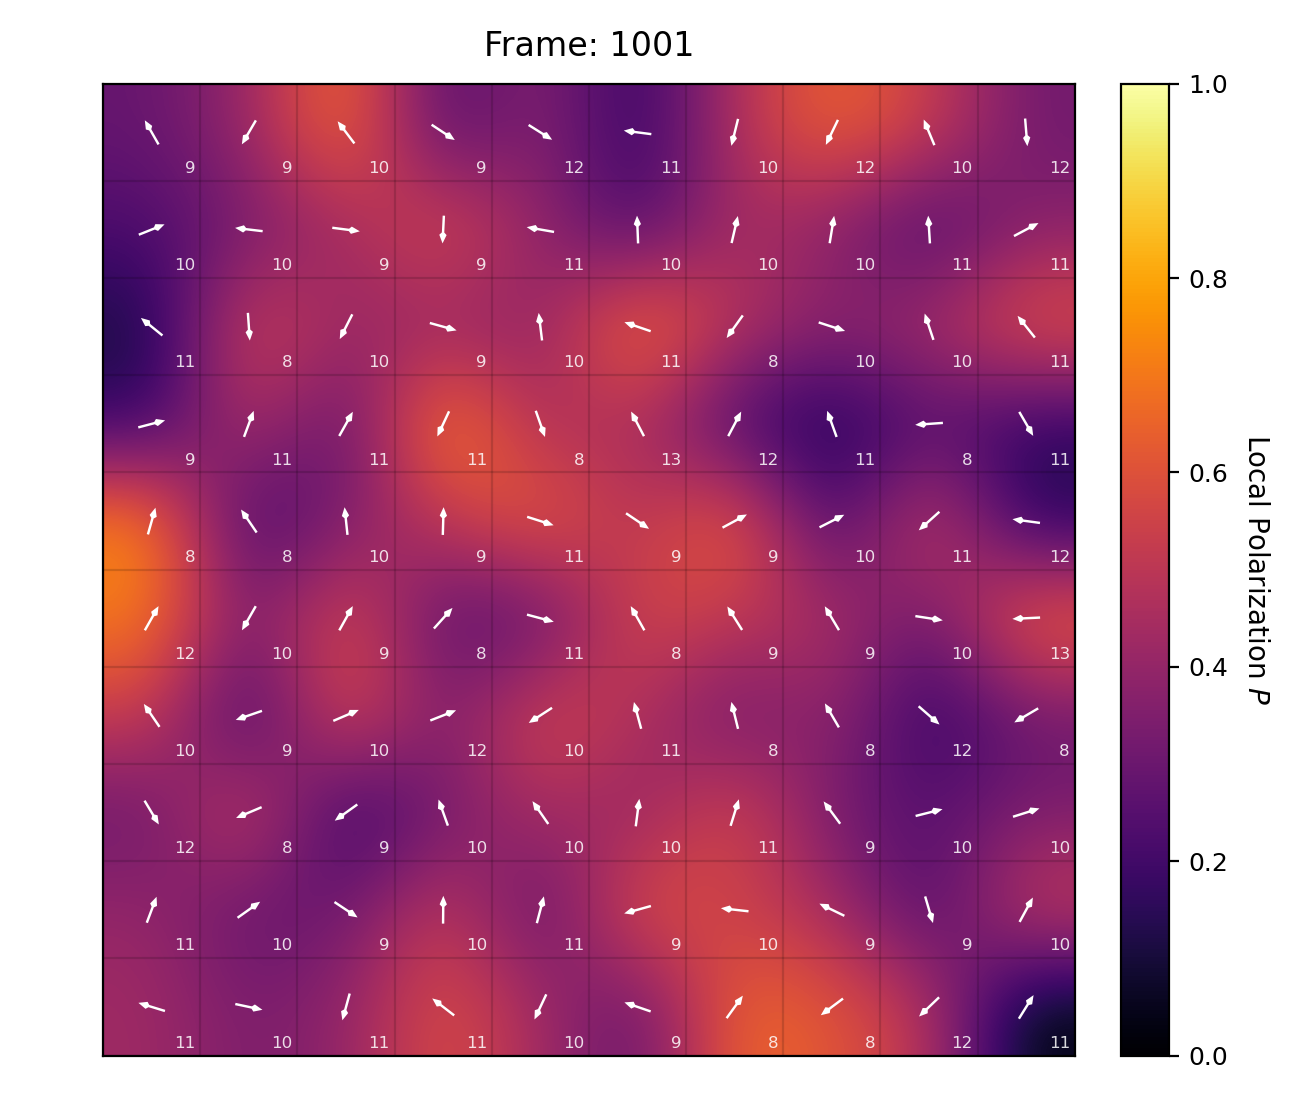 Frame: 1001
9 9 10 9 12 11 10 12 10 12
10 10 9 9 11 10 10 10 11 11
11 8 10 9 10 11 8 10 10 11
9 11 11 11 8 13 12 11 8 11
8 8 10 9 11 9 9 10 11 12
12 10 9 8 11 8 9 9 10 13
10 9 10 12 10 11 8 8 12 8
12 8 9 10 10 10 11 9 10 10
11 10 9 10 11 9 10 9 9 10
11 10 11 11 10 9 8 8 12 11
1.0
0.8
0.6
0.4
0.2
0.0
Local Polarization P